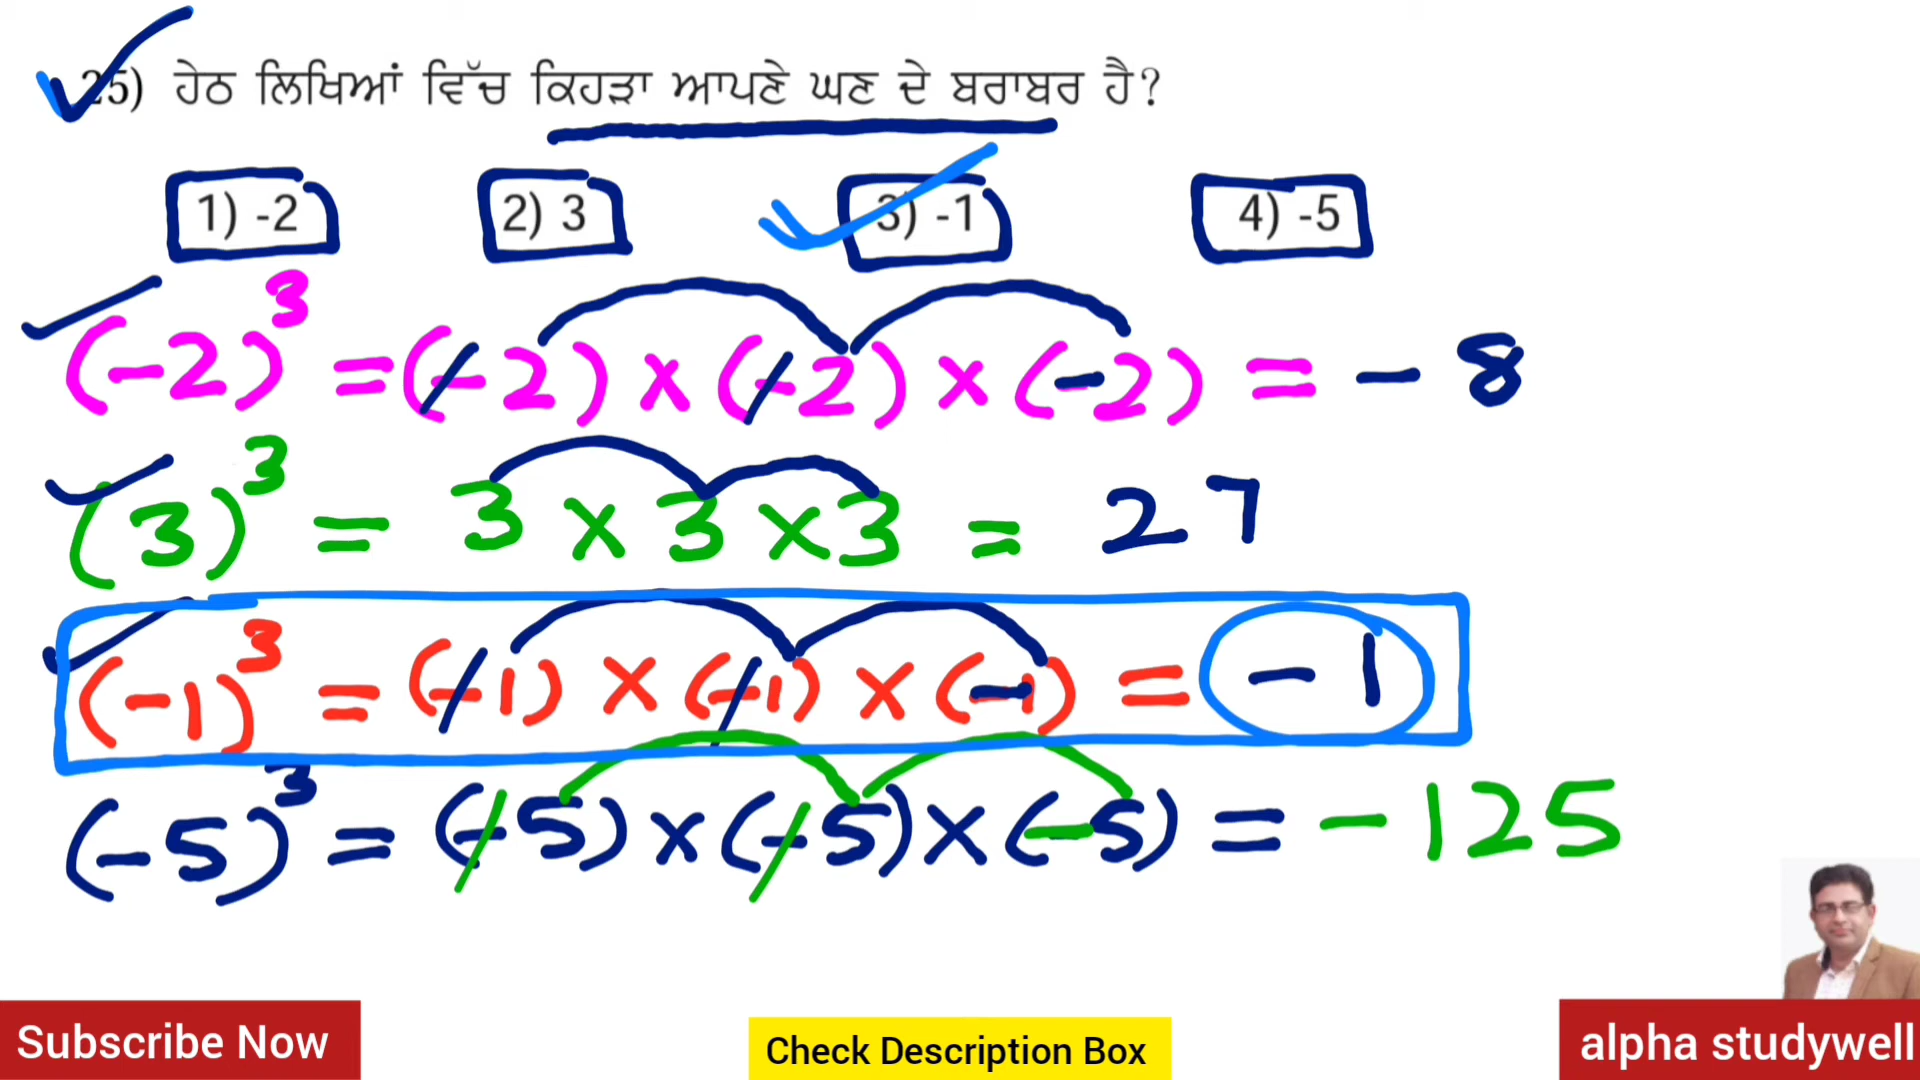 25) ਹੇਠ ਲਿਖਿਆਂ ਵਿੱਚ ਕਿਹੜਾ ਆਪਣੇ ਘਣ ਦੇ ਬਰਾਬਰ ਹੈ?
1) -2 2) 3 3) -1 4) -5
(-2)³ = (-2) × (-2) × (-2) = - 8
(3)³ = 3 × 3 × 3 = 27
(-1)³ = (-1) × (-1) × (-1) = - 1
(-5)³ = (-5) × (-5) × (-5) = - 125
Subscribe Now
Check Description Box
alpha studywell